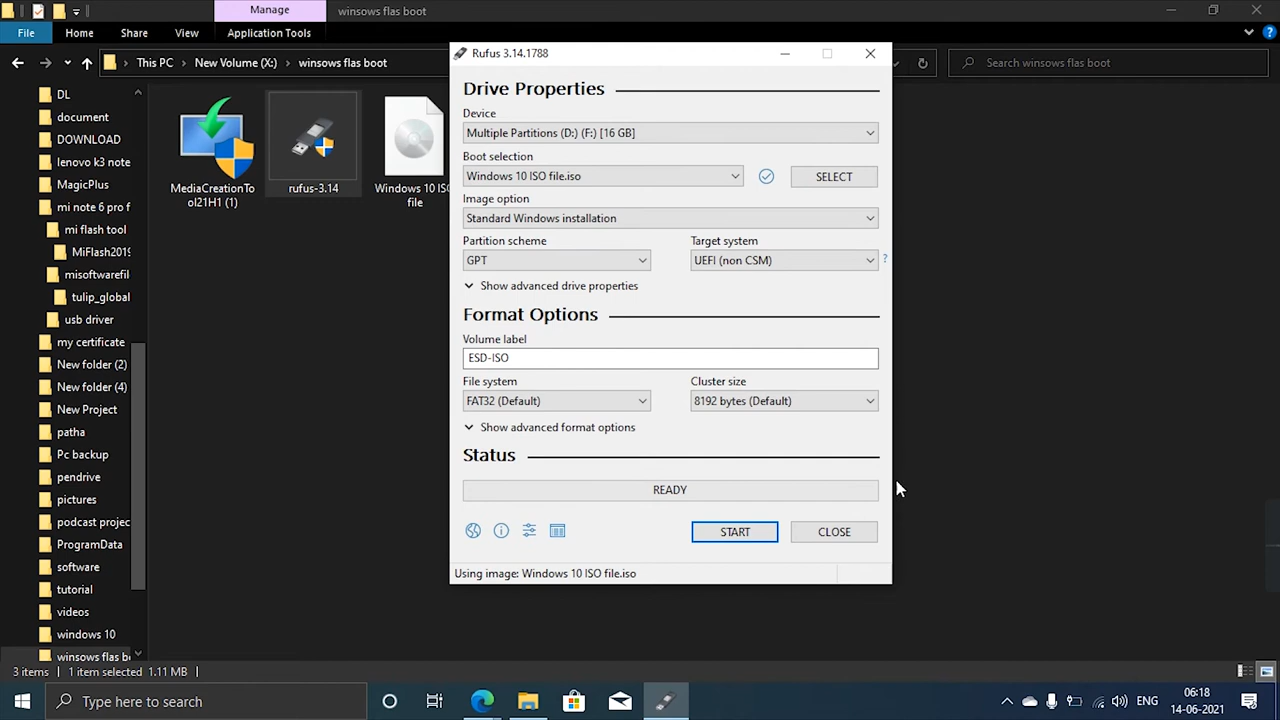 Manage
winsows flas boot
File
Home
Share
View
Application Tools
This PC
New Volume (X:)
winsows flas boot
Search winsows flas boot
DL
document
DOWNLOAD
lenovo k3 note
MagicPlus
mi note 6 pro f
mi flash tool
MiFlash2019
misoftwarefil
tulip_global
usb driver
my certificate
New folder (2)
New folder (4)
New Project
patha
Pc backup
pendrive
pictures
podcast projec
ProgramData
software
tutorial
videos
windows 10
winsows flas bo
MediaCreationTo
ol21H1 (1)
rufus-3.14
Windows 10 ISO
file
Rufus 3.14.1788
Drive Properties
Device
Multiple Partitions (D:) (F:) [16 GB]
Boot selection
Windows 10 ISO file.iso
SELECT
Image option
Standard Windows installation
Partition scheme
Target system
GPT
UEFI (non CSM)
?
Show advanced drive properties
Format Options
Volume label
ESD-ISO
File system
Cluster size
FAT32 (Default)
8192 bytes (Default)
Show advanced format options
Status
READY
START
CLOSE
Using image: Windows 10 ISO file.iso
3 items
1 item selected 1.11 MB
Type here to search
ENG
06:18
14-06-2021